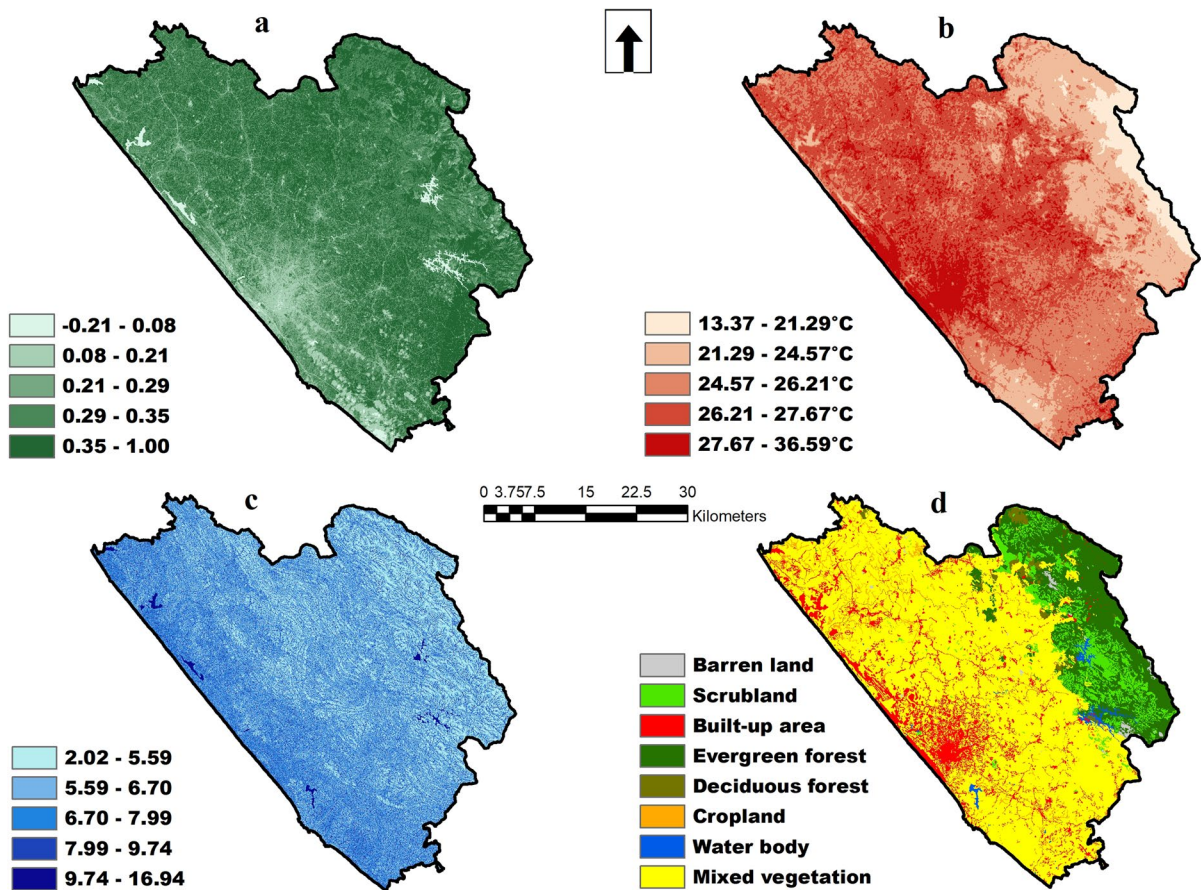 a
b
-0.21 - 0.08
0.08 - 0.21
0.21 - 0.29
0.29 - 0.35
0.35 - 1.00
13.37 - 21.29°C
21.29 - 24.57°C
24.57 - 26.21°C
26.21 - 27.67°C
27.67 - 36.59°C
0 3.757.5 15 22.5 30
Kilometers
c
d
2.02 - 5.59
5.59 - 6.70
6.70 - 7.99
7.99 - 9.74
9.74 - 16.94
Barren land
Scrubland
Built-up area
Evergreen forest
Deciduous forest
Cropland
Water body
Mixed vegetation